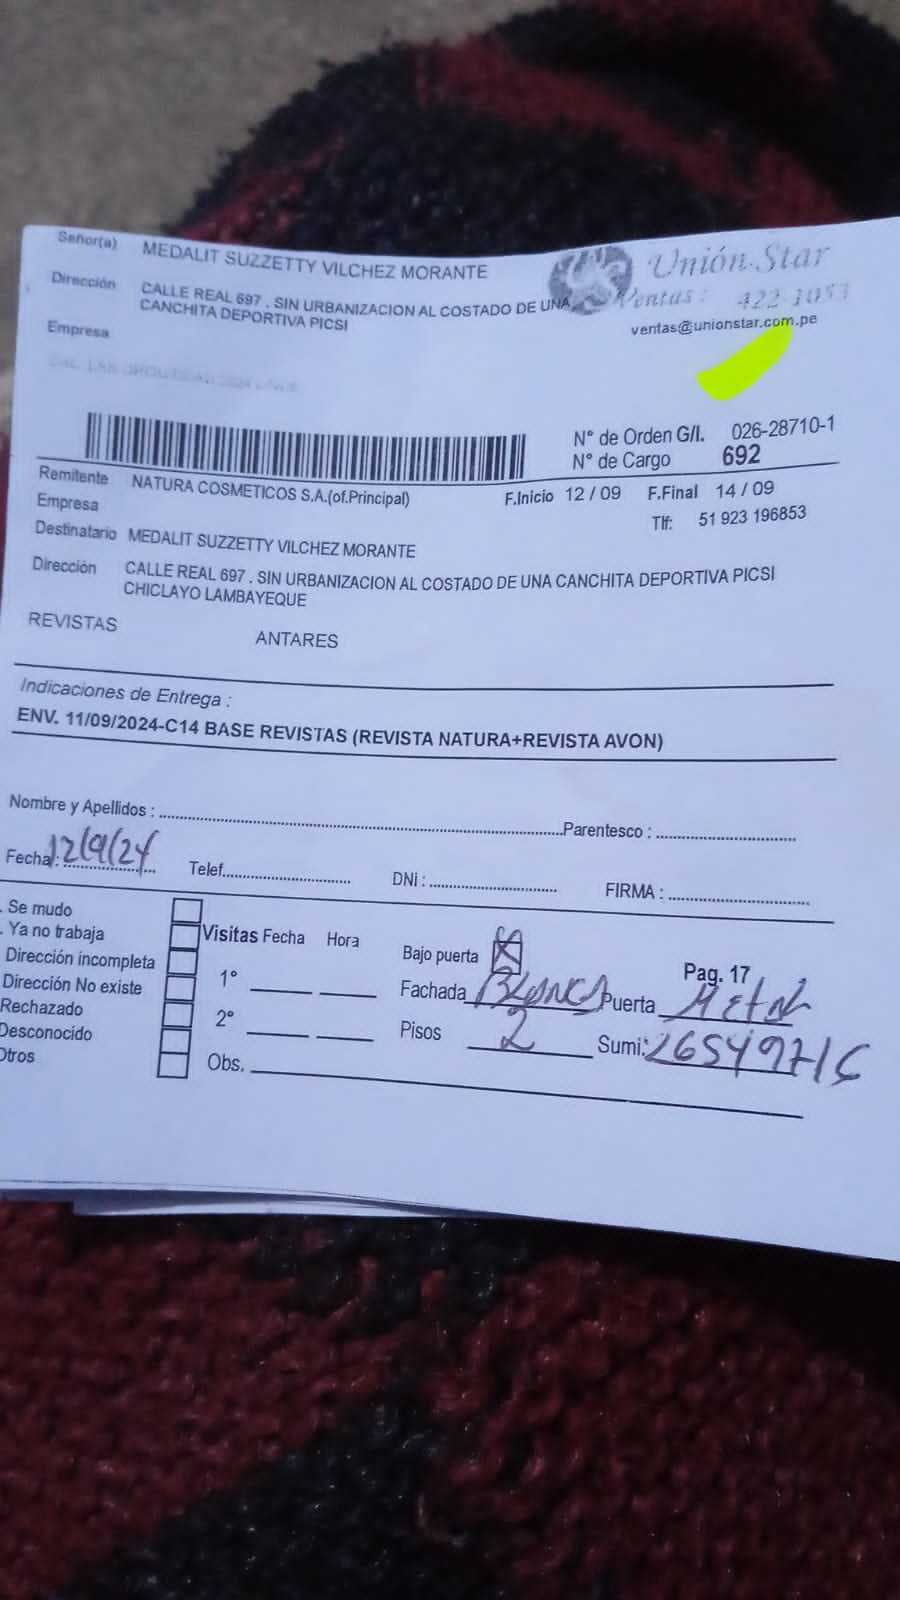 Señor(a) MEDALIT SUZZETTY VILCHEZ MORANTE
Unión Star
Dirección CALLE REAL 697 , SIN URBANIZACION AL COSTADO DE UNA
CANCHITA DEPORTIVA PICSI
Ventas: 422-1053
ventas@unionstar.com.pe
Empresa
N° de Orden G/I. 026-28710-1
N° de Cargo 692
Remitente NATURA COSMETICOS S.A.(of.Principal)
F.Inicio 12 / 09 F.Final 14 / 09
Empresa
Tlf: 51 923 196853
Destinatario MEDALIT SUZZETTY VILCHEZ MORANTE
Dirección CALLE REAL 697 , SIN URBANIZACION AL COSTADO DE UNA CANCHITA DEPORTIVA PICSI
CHICLAYO LAMBAYEQUE
REVISTAS ANTARES
Indicaciones de Entrega :
ENV. 11/09/2024-C14 BASE REVISTAS (REVISTA NATURA+REVISTA AVON)
Nombre y Apellidos : Parentesco :
Fecha : 12/9/24 Telef. DNi : FIRMA :
. Se mudo
. Ya no trabaja
Dirección incompleta
Dirección No existe
Rechazado
Desconocido
Otros
Visitas Fecha Hora
1°
2°
Obs.
Bajo puerta
Pag. 17
Fachada BLANCA Puerta Metal
Pisos 2 Sumi: